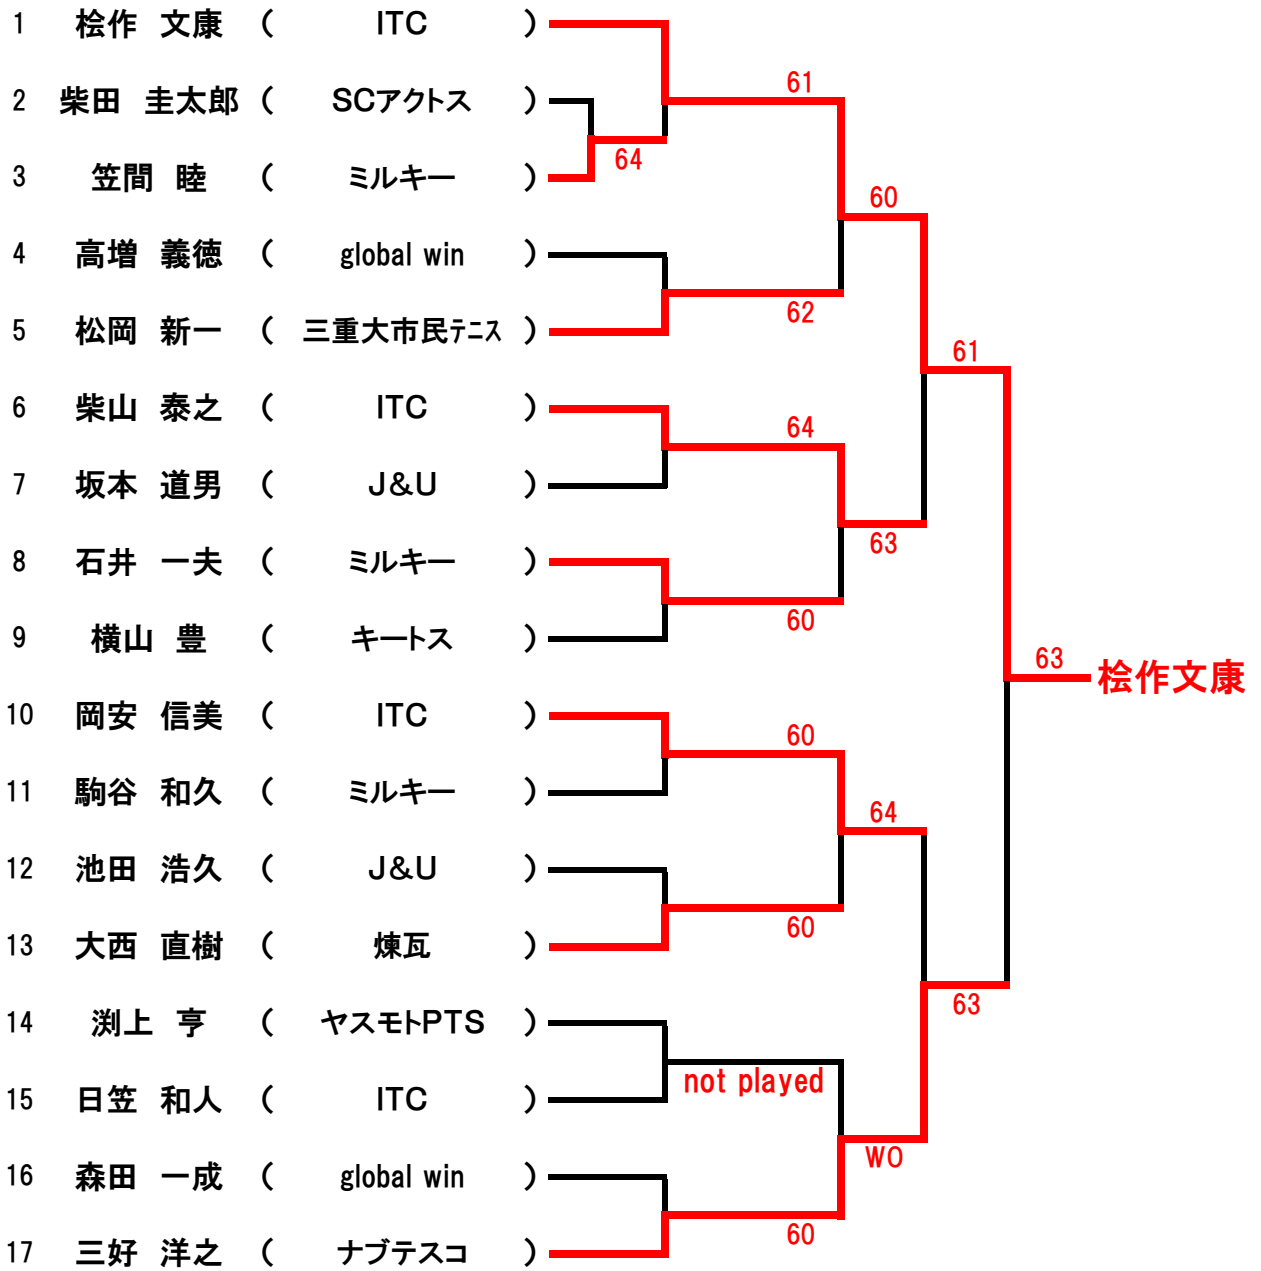 1 桧作 文康 ( ITC )
61
2 柴田 圭太郎 ( SCアクトス )
64
3 笠間 睦 ( ミルキー )
60
4 高増 義徳 ( global win )
62
5 松岡 新一 ( 三重大市民テニス )
61
6 柴山 泰之 ( ITC )
64
7 坂本 道男 ( J&U )
63
8 石井 一夫 ( ミルキー )
60
9 横山 豊 ( キートス )
63 桧作文康
10 岡安 信美 ( ITC )
60
11 駒谷 和久 ( ミルキー )
64
12 池田 浩久 ( J&U )
60
13 大西 直樹 ( 煉瓦 )
63
14 渕上 亨 ( ヤスモトPTS )
not played
15 日笠 和人 ( ITC )
WO
16 森田 一成 ( global win )
60
17 三好 洋之 ( ナブテスコ )